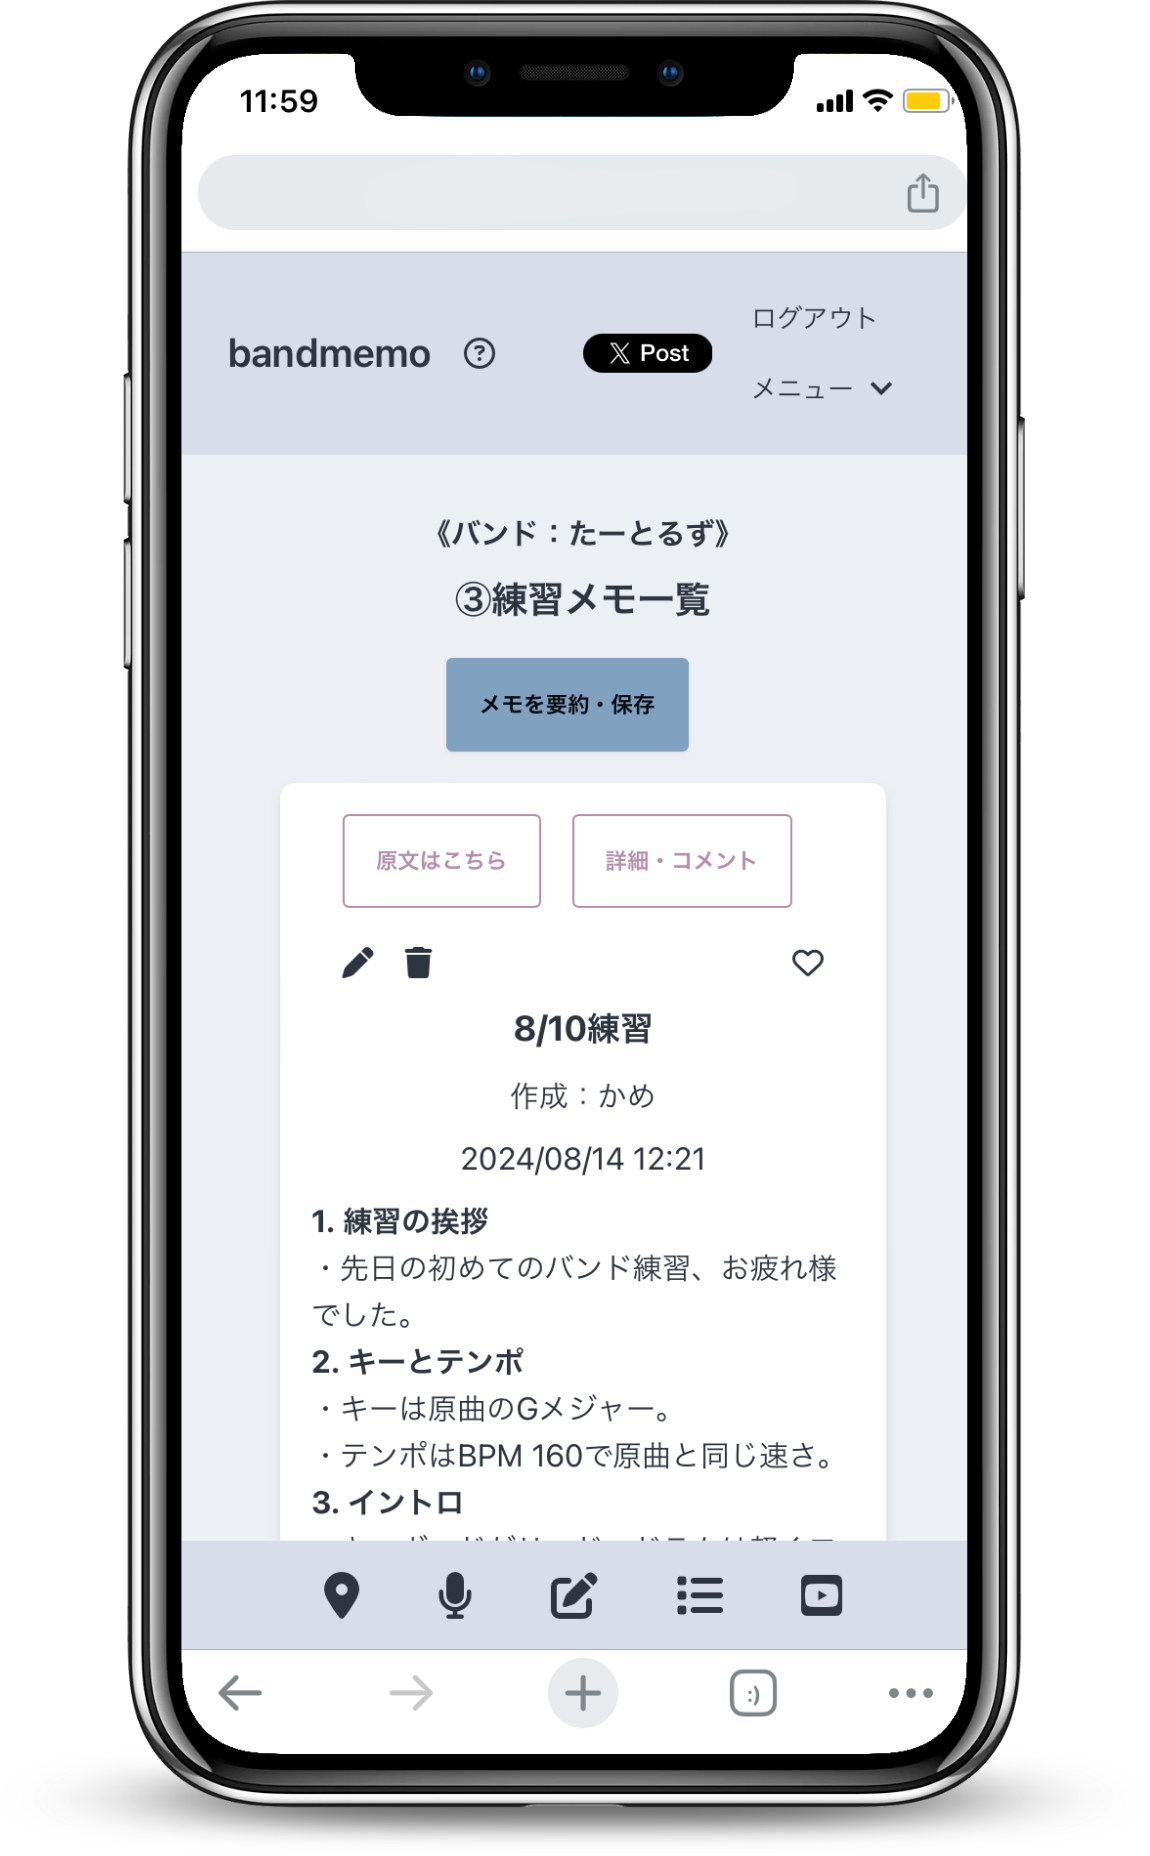 11:59
bandmemo ?
X Post
ログアウト
メニュー
《バンド：たーとるず》
③練習メモ一覧
メモを要約・保存
原文はこちら
詳細・コメント
8/10練習
作成：かめ
2024/08/14 12:21
1. 練習の挨拶
・先日の初めてのバンド練習、お疲れ様
でした。
2. キーとテンポ
・キーは原曲のGメジャー。
・テンポはBPM 160で原曲と同じ速さ。
3. イントロ
:)